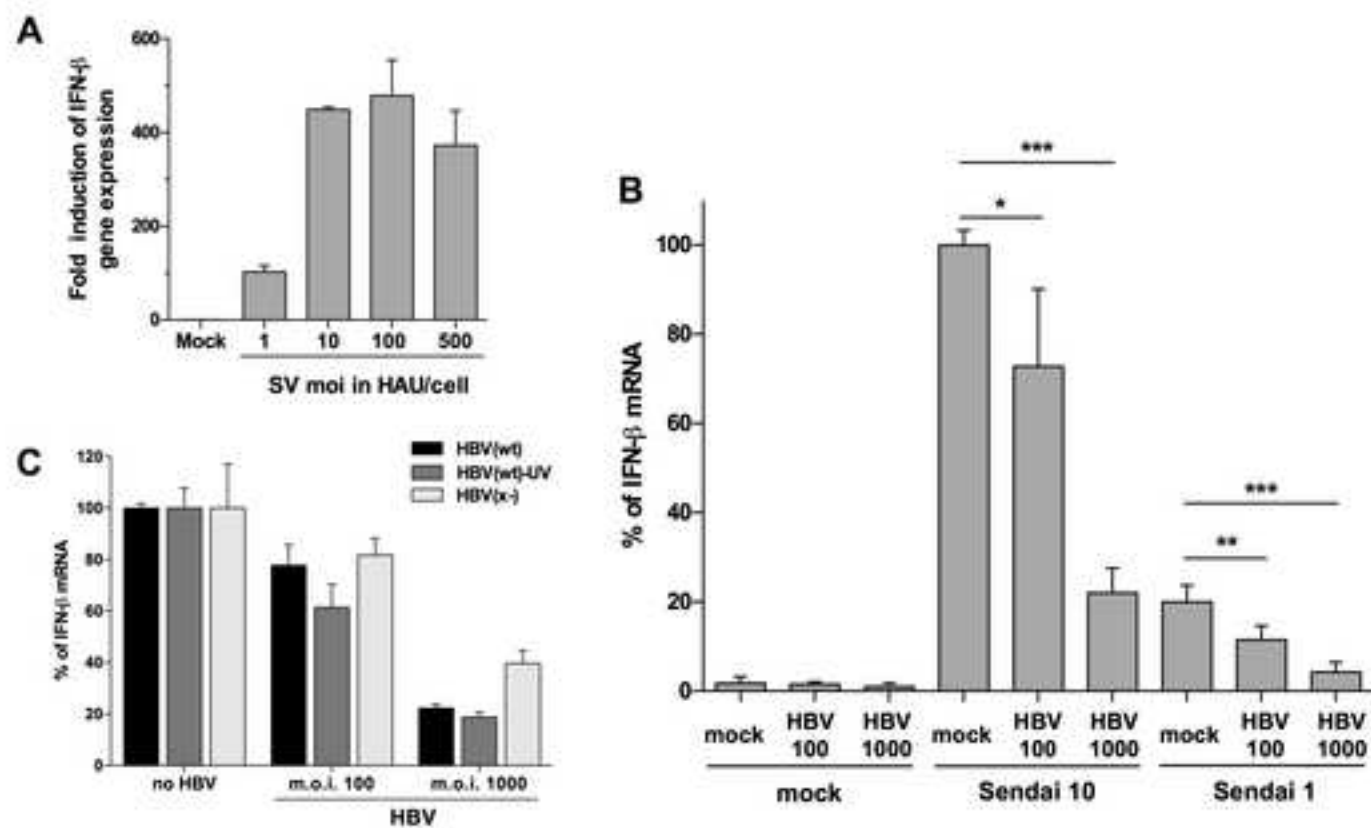 A
Fold induction of IFN-β
gene expression
600
400
200
0
Mock 1 10 100 500
SV moi in HAU/cell
B
% of IFN-β mRNA
100
80
60
40
20
0
***
*
***
**
mock HBV 100 HBV 1000 mock HBV 100 HBV 1000 mock HBV 100 HBV 1000
mock Sendai 10 Sendai 1
C
% of IFN-β mRNA
120
100
80
60
40
20
0
HBV(wt)
HBV(wt)-UV
HBV(x-)
no HBV m.o.i. 100 m.o.i. 1000
HBV